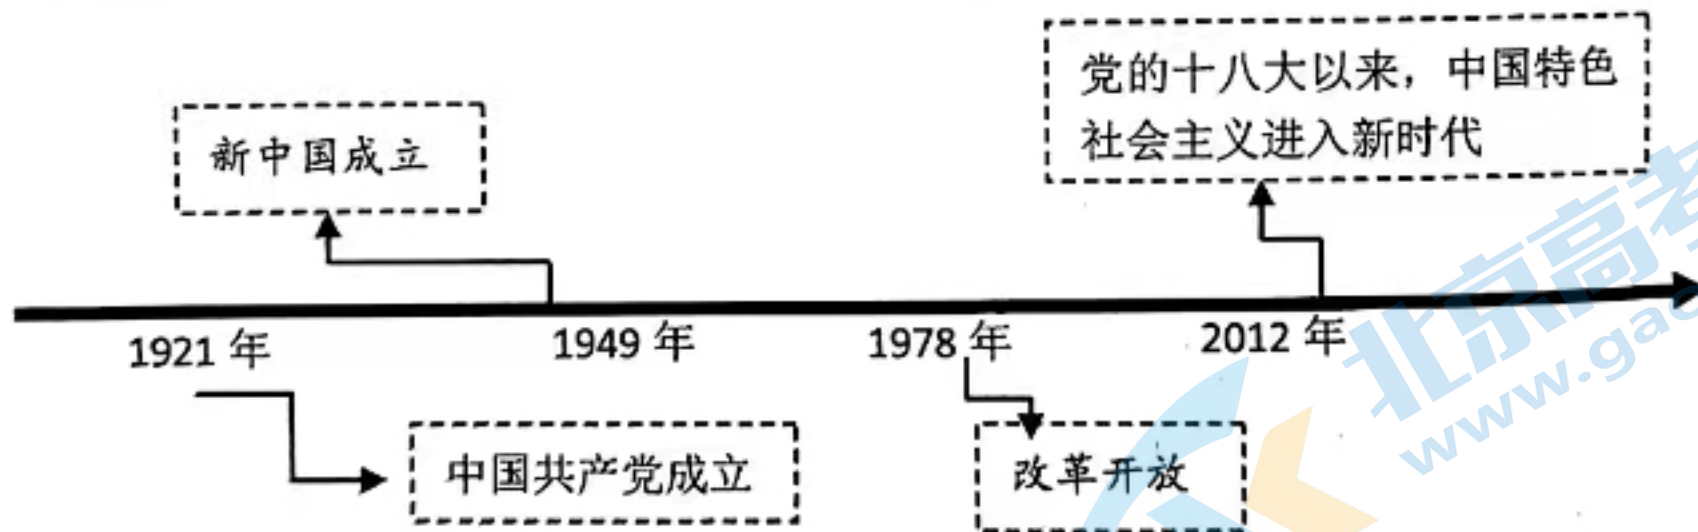 党的十八大以来，中国特色
社会主义进入新时代
新中国成立
1921 年
1949 年
1978 年
2012 年
中国共产党成立
改革开放
北京高考
www.gao